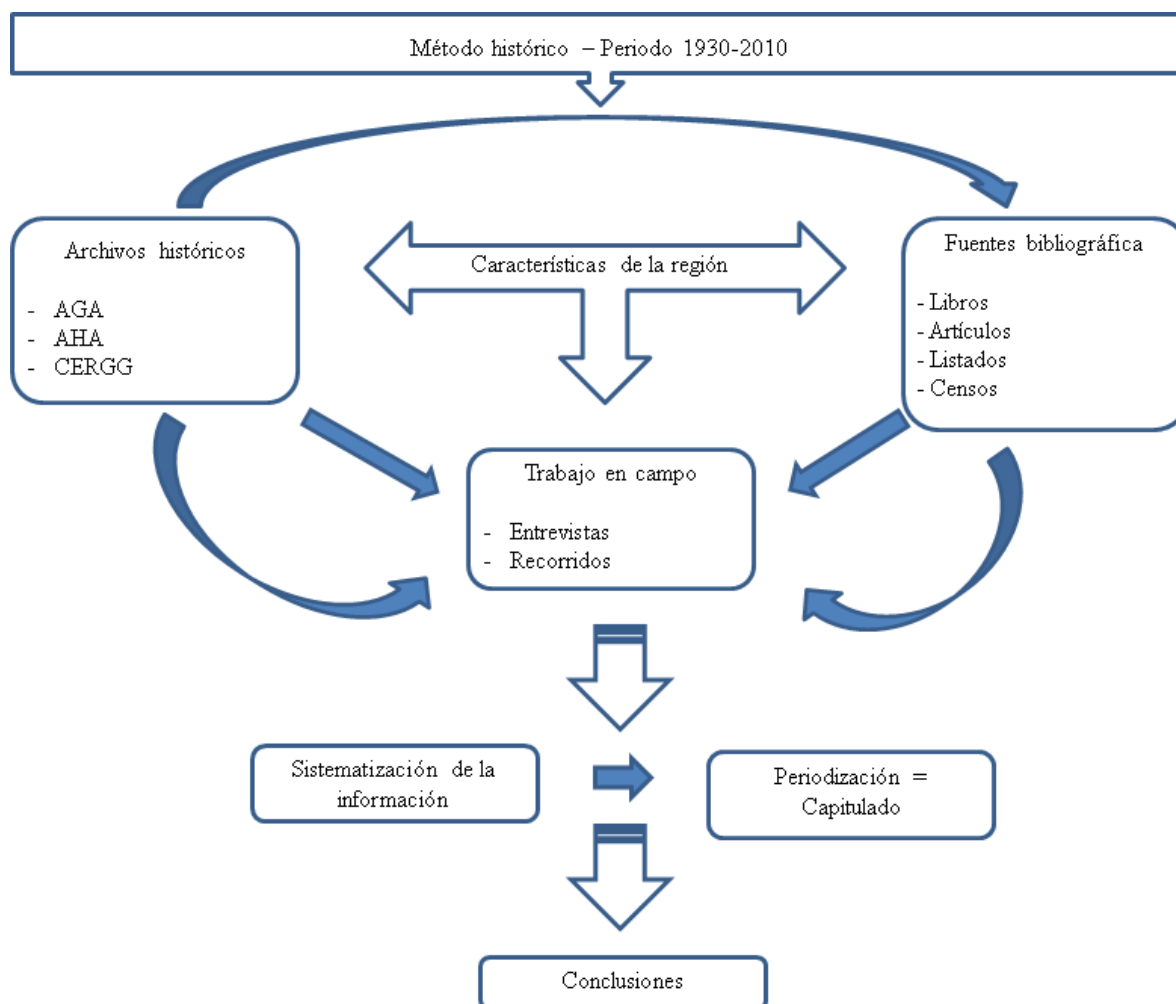 Método histórico – Periodo 1930-2010
Archivos históricos
- AGA
- AHA
- CERGG
Características de la región
Fuentes bibliográfica
- Libros
- Artículos
- Listados
- Censos
Trabajo en campo
- Entrevistas
- Recorridos
Sistematización de la
información
Periodización =
Capitulado
Conclusiones